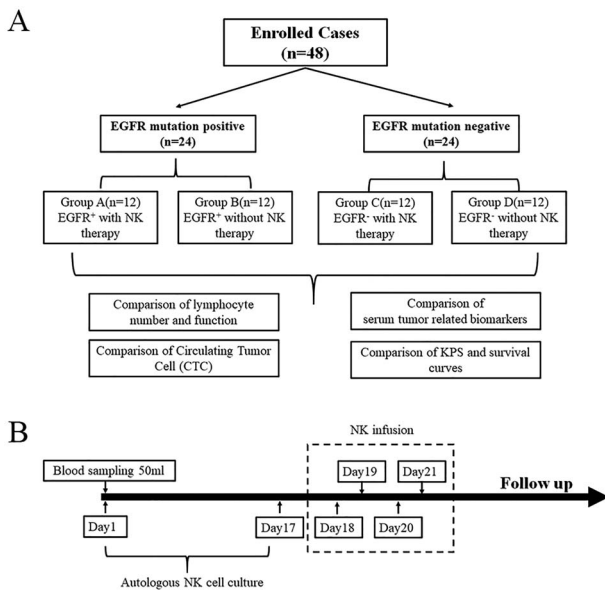 A
Enrolled Cases
(n=48)
EGFR mutation positive
(n=24)
EGFR mutation negative
(n=24)
Group A(n=12)
EGFR⁺ with NK
therapy
Group B(n=12)
EGFR⁺ without NK
therapy
Group C(n=12)
EGFR⁻ with NK
therapy
Group D(n=12)
EGFR⁻ without NK
therapy
Comparison of lymphocyte
number and function
Comparison of
serum tumor related biomarkers
Comparison of Circulating Tumor
Cell (CTC)
Comparison of KPS and survival
curves
B
NK infusion
Blood sampling 50ml
Day19
Day21
Follow up
Day1
Day17
Day18
Day20
Autologous NK cell culture